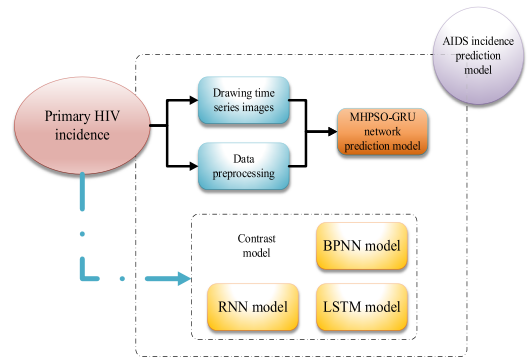 AIDS incidence
prediction
model
Primary HIV
incidence
Drawing time
series images
Data
preprocessing
MHPSO-GRU
network
prediction model
Contrast
model
BPNN model
RNN model
LSTM model